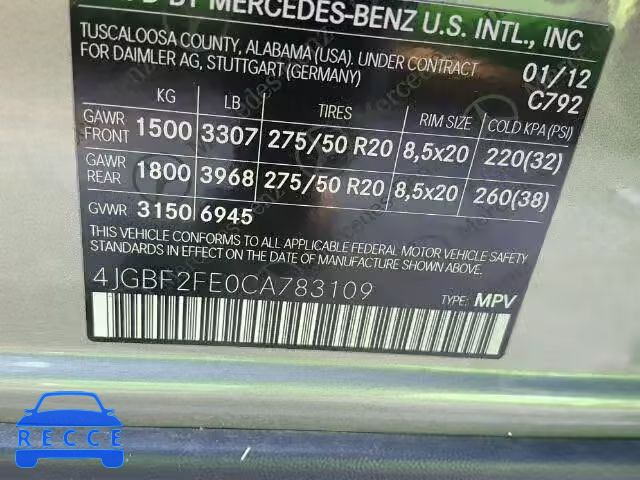 BY MERCEDES-BENZ U.S. INTL., INC
TUSCALOOSA COUNTY, ALABAMA (USA). UNDER CONTRACT
FOR DAIMLER AG, STUTTGART (GERMANY)
01/12
C792
KG LB TIRES RIM SIZE COLD KPA (PSI)
GAWR FRONT 1500 3307 275/50 R20 8,5x20 220(32)
GAWR REAR 1800 3968 275/50 R20 8,5x20 260(38)
GVWR 3150 6945
THIS VEHICLE CONFORMS TO ALL APPLICABLE FEDERAL MOTOR VEHICLE SAFETY
STANDARDS IN EFFECT ON THE DATE OF MANUFACTURE SHOWN ABOVE.
4JGBF2FE0CA783109
TYPE: MPV
RECCE